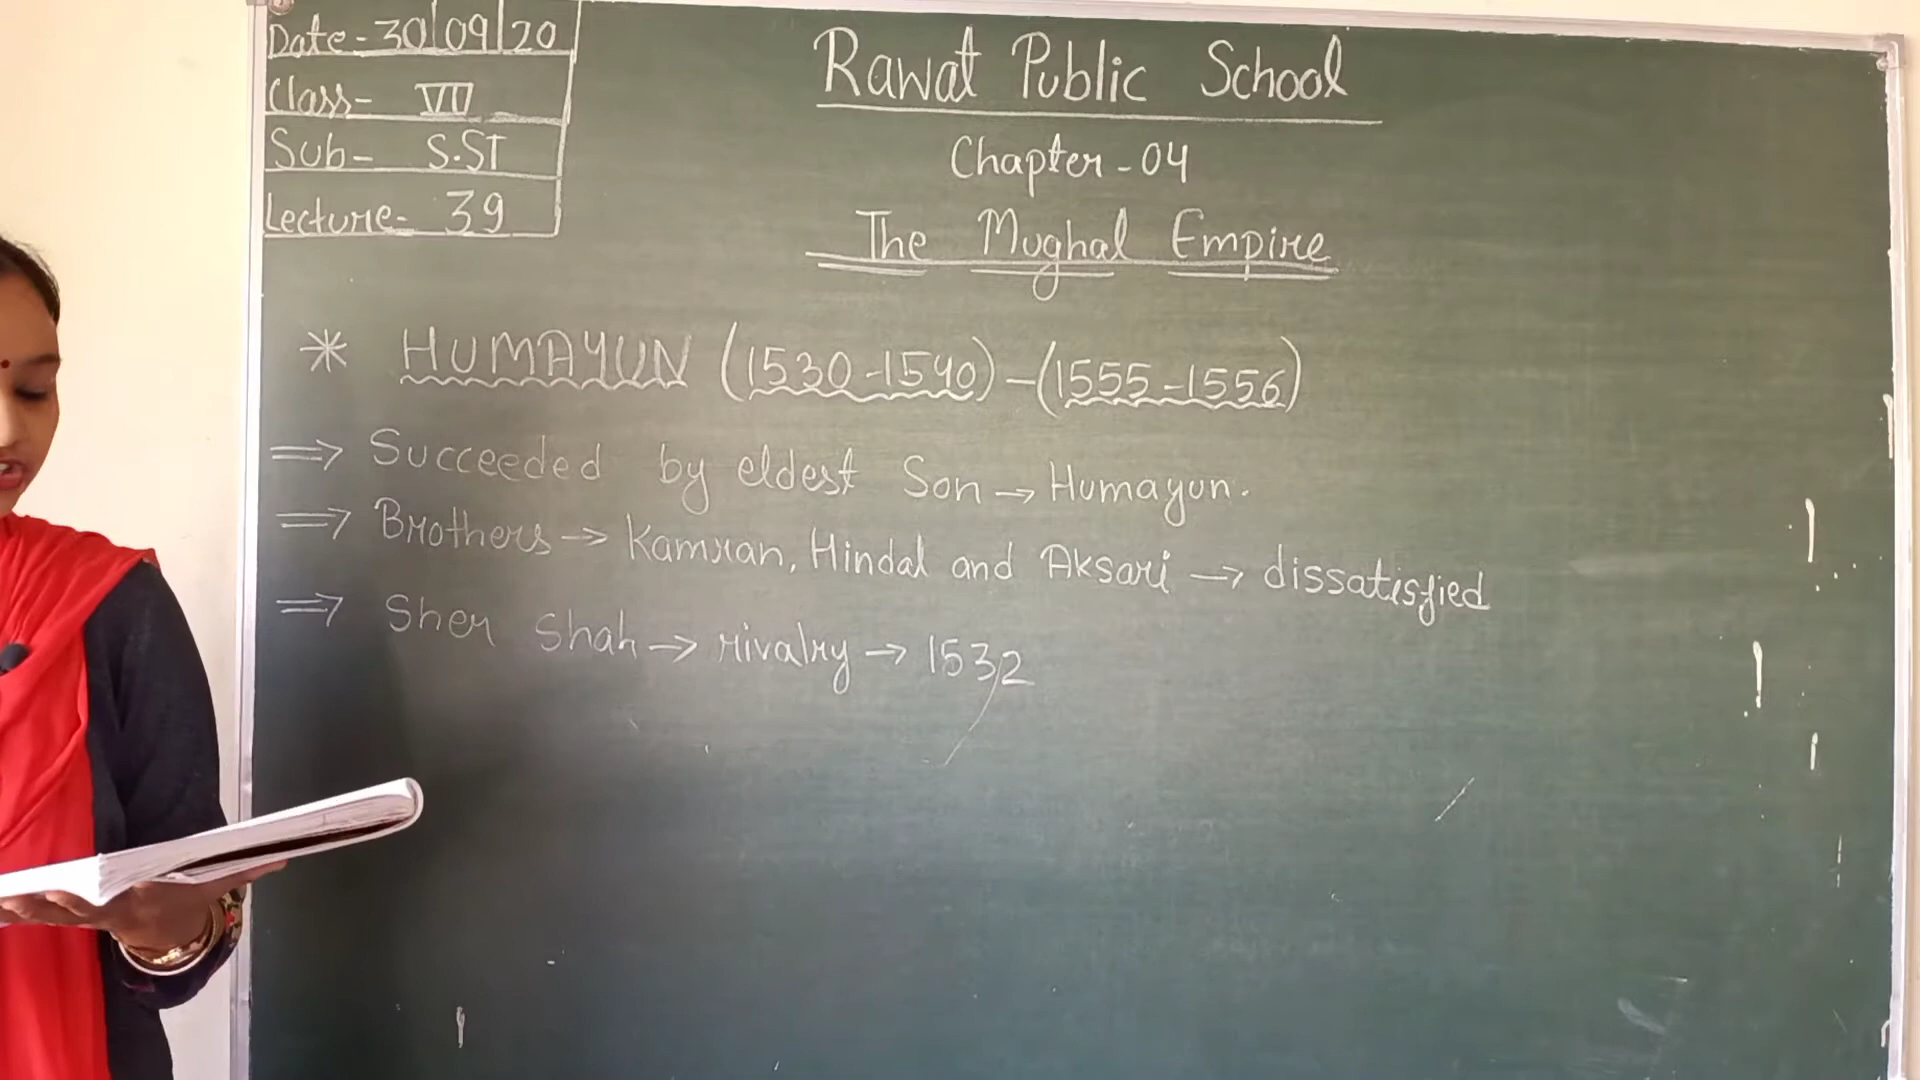 Date - 30|09|20
Class - VII
Sub - S.ST
Lecture - 39
Rawat Public School
Chapter - 04
The Mughal Empire
* HUMAYUN (1530-1540) - (1555-1556)
⇒ Succeeded by eldest Son → Humayun.
⇒ Brothers → Kamran, Hindal and Aksari → dissatisfied
⇒ Sher Shah → rivalry → 1532